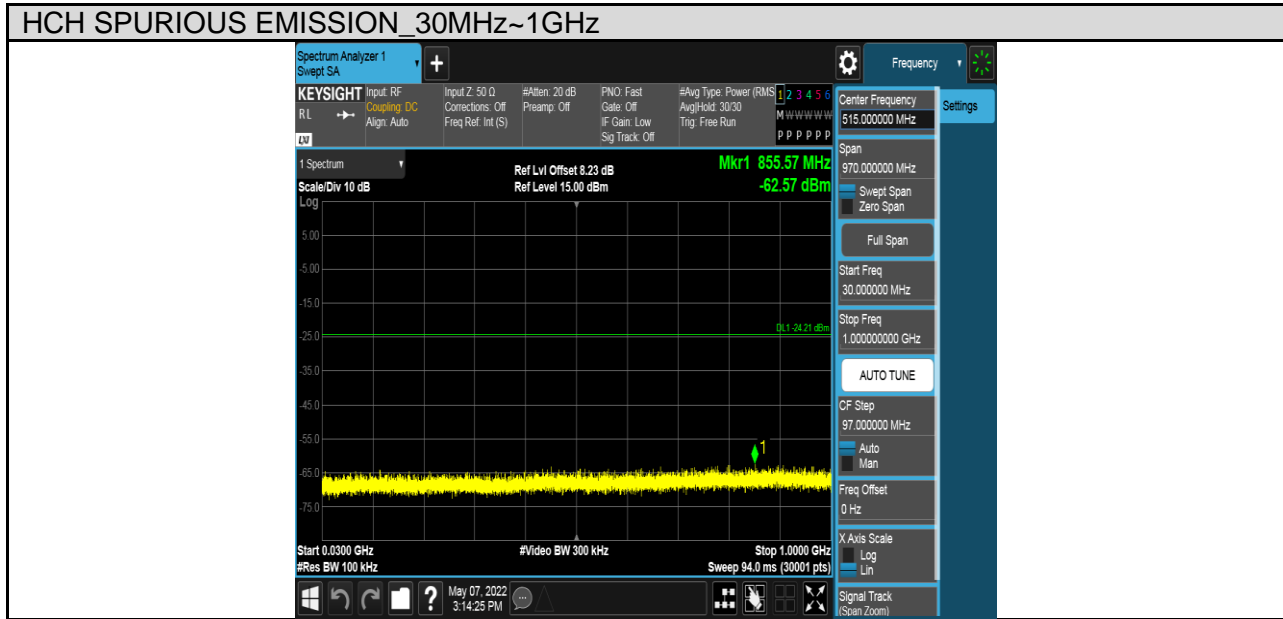 HCH SPURIOUS EMISSION_30MHz~1GHz
Spectrum Analyzer 1
Swept SA
+
Frequency
KEYSIGHT
RL
LXI
Input: RF
Coupling: DC
Align: Auto
Input Z: 50 Ω
Corrections: Off
Freq Ref: Int (S)
#Atten: 20 dB
Preamp: Off
PNO: Fast
Gate: Off
IF Gain: Low
Sig Track: Off
#Avg Type: Power (RMS
Avg|Hold: 30/30
Trig: Free Run
1 2 3 4 5 6
M W W W W W
P P P P P P
1 Spectrum
Scale/Div 10 dB
Log
Ref Lvl Offset 8.23 dB
Ref Level 15.00 dBm
Mkr1 855.57 MHz
-62.57 dBm
5.00
-5.00
-15.0
-25.0
-35.0
-45.0
-55.0
-65.0
-75.0
DL1 -24.21 dBm
1
Start 0.0300 GHz
#Res BW 100 kHz
#Video BW 300 kHz
Stop 1.0000 GHz
Sweep 94.0 ms (30001 pts)
?
May 07, 2022
3:14:25 PM
Center Frequency
515.000000 MHz
Settings
Span
970.000000 MHz
Swept Span
Zero Span
Full Span
Start Freq
30.000000 MHz
Stop Freq
1.000000000 GHz
AUTO TUNE
CF Step
97.000000 MHz
Auto
Man
Freq Offset
0 Hz
X Axis Scale
Log
Lin
Signal Track
(Span Zoom)